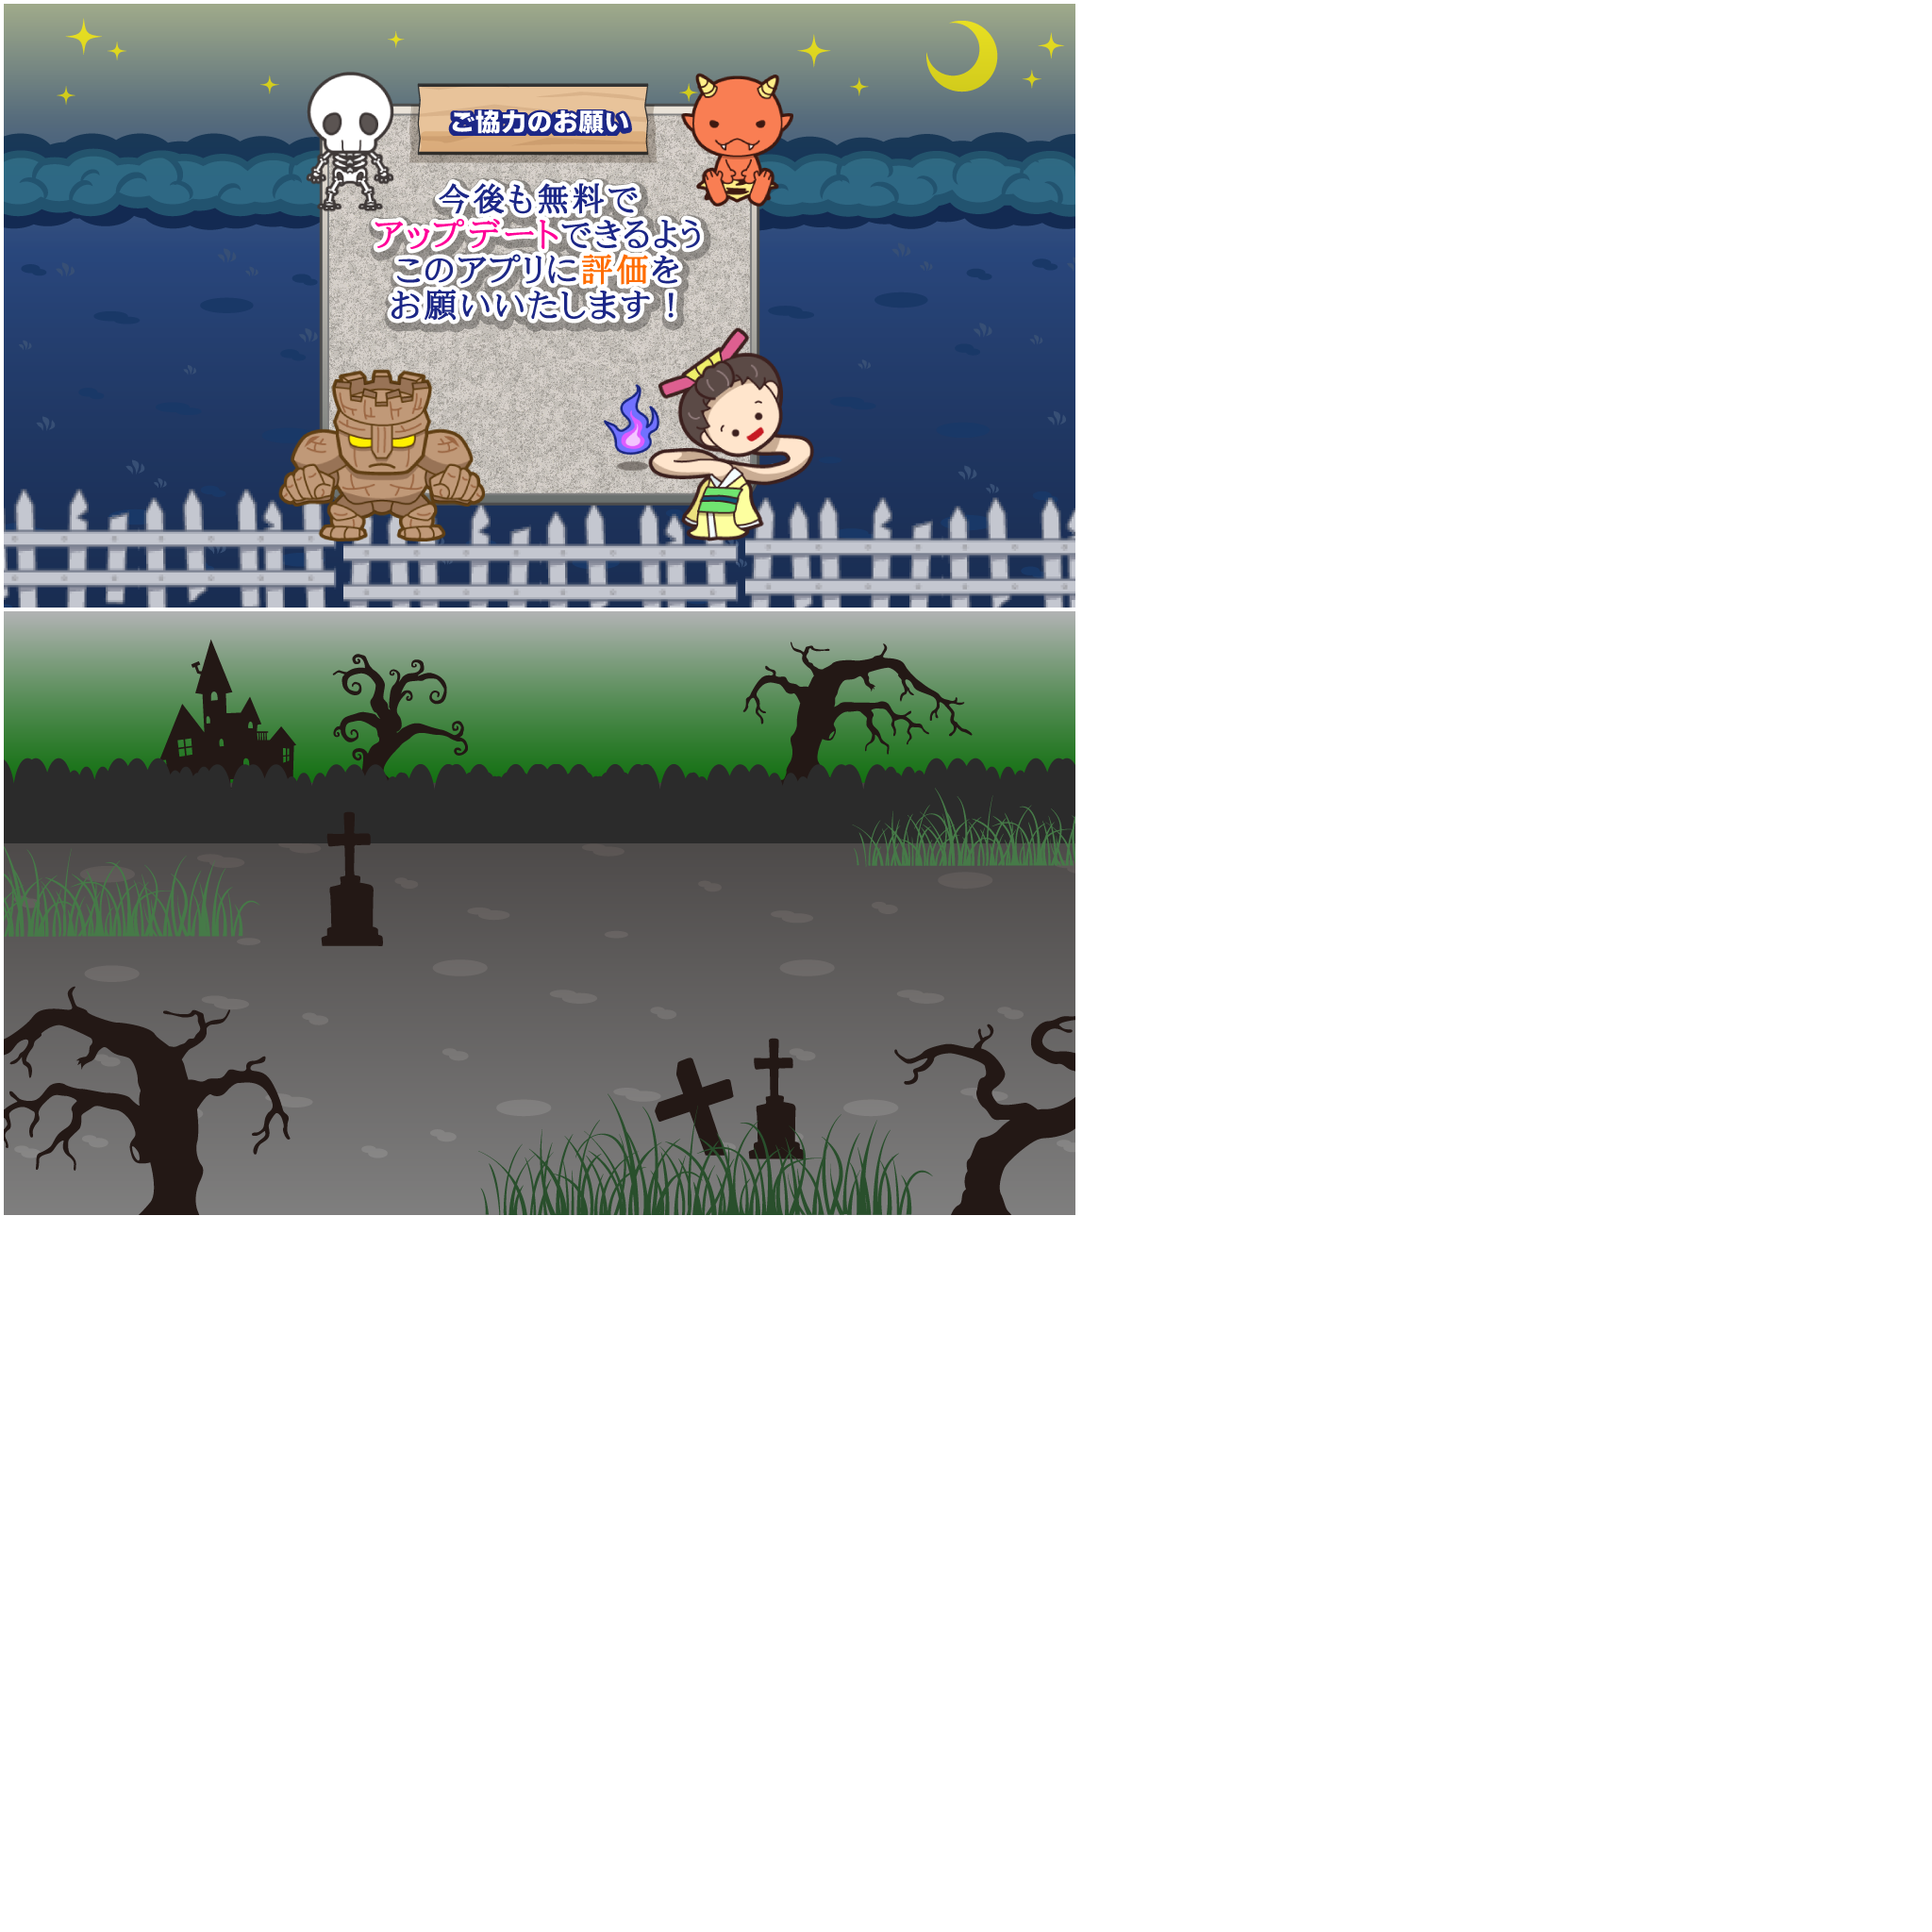 ご協力のお願い
今後も無料で
アップデートできるよう
このアプリに評価を
お願いいたします！